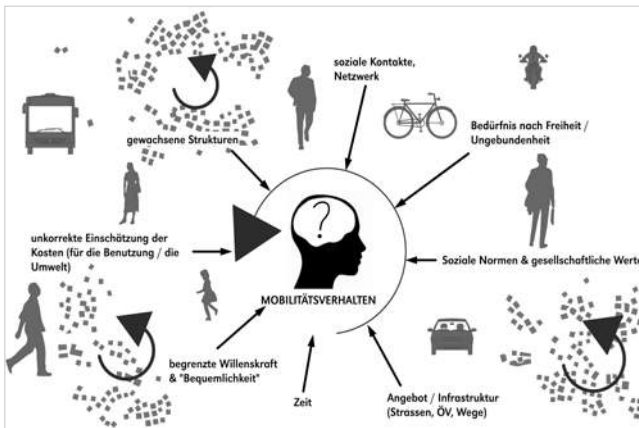 soziale Kontakte,
Netzwerk
gewachsene Strukturen
Bedürfnis nach Freiheit /
Ungebundenheit
?
unkorrekte Einschätzung der
Kosten (für die Benutzung / die
Umwelt)
Soziale Normen & gesellschaftliche Werte
MOBILITÄTSVERHALTEN
begrenzte Willenskraft
& "Bequemlichkeit"
Zeit
Angebot / Infrastruktur
(Strassen, ÖV, Wege)